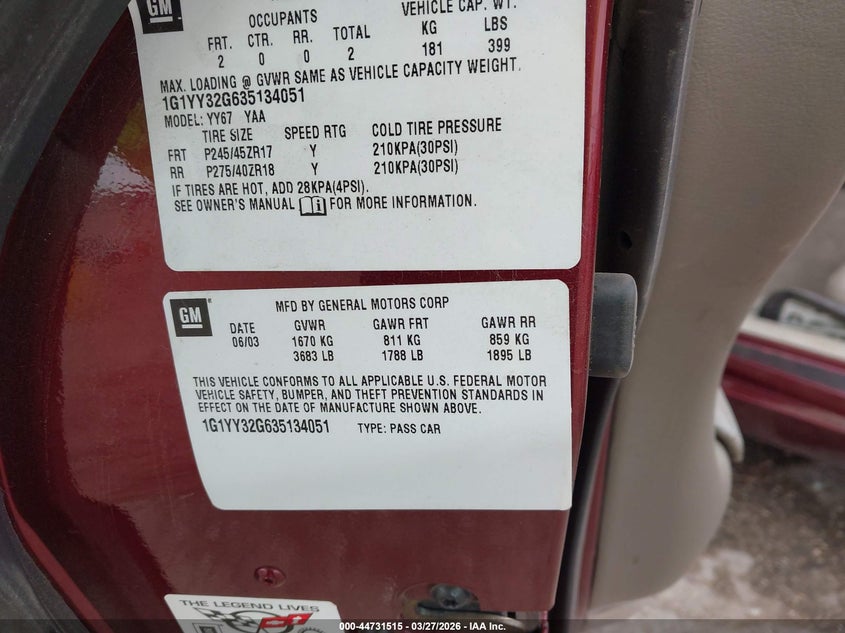 GM
OCCUPANTS VEHICLE CAP. WT.
FRT. CTR. RR. TOTAL KG LBS
2 0 0 2 181 399
MAX. LOADING @ GVWR SAME AS VEHICLE CAPACITY WEIGHT.
1G1YY32G635134051
MODEL: YY67 YAA
TIRE SIZE SPEED RTG COLD TIRE PRESSURE
FRT P245/45ZR17 Y 210KPA(30PSI)
RR P275/40ZR18 Y 210KPA(30PSI)
IF TIRES ARE HOT, ADD 28KPA(4PSI).
SEE OWNER'S MANUAL i FOR MORE INFORMATION.
GM
MFD BY GENERAL MOTORS CORP
DATE GVWR GAWR FRT GAWR RR
06/03 1670 KG 811 KG 859 KG
3683 LB 1788 LB 1895 LB
THIS VEHICLE CONFORMS TO ALL APPLICABLE U.S. FEDERAL MOTOR
VEHICLE SAFETY, BUMPER, AND THEFT PREVENTION STANDARDS IN
EFFECT ON THE DATE OF MANUFACTURE SHOWN ABOVE.
1G1YY32G635134051 TYPE: PASS CAR
THE LEGEND LIVES
000-44731515 | 03/27/2026 - IAA Inc.